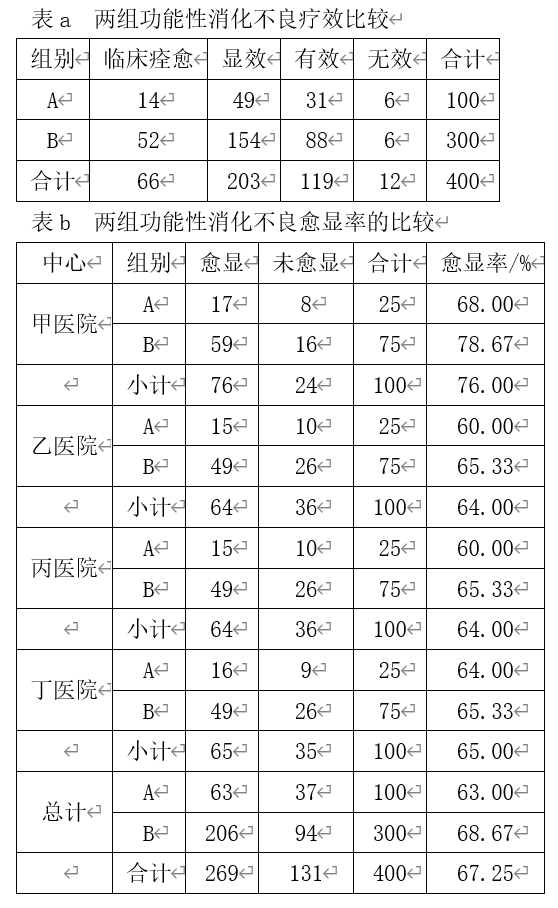 表a 两组功能性消化不良疗效比较↵
组别↵ 临床痊愈↵ 显效↵ 有效↵ 无效↵ 合计↵
A↵ 14↵ 49↵ 31↵ 6↵ 100↵
B↵ 52↵ 154↵ 88↵ 6↵ 300↵
合计↵ 66↵ 203↵ 119↵ 12↵ 400↵
表b 两组功能性消化不良愈显率的比较↵
中心↵ 组别↵ 愈显↵ 未愈显↵ 合计↵ 愈显率/%↵
甲医院↵ A↵ 17↵ 8↵ 25↵ 68.00↵
B↵ 59↵ 16↵ 75↵ 78.67↵
↵ 小计↵ 76↵ 24↵ 100↵ 76.00↵
乙医院↵ A↵ 15↵ 10↵ 25↵ 60.00↵
B↵ 49↵ 26↵ 75↵ 65.33↵
↵ 小计↵ 64↵ 36↵ 100↵ 64.00↵
丙医院↵ A↵ 15↵ 10↵ 25↵ 60.00↵
B↵ 49↵ 26↵ 75↵ 65.33↵
↵ 小计↵ 64↵ 36↵ 100↵ 64.00↵
丁医院↵ A↵ 16↵ 9↵ 25↵ 64.00↵
B↵ 49↵ 26↵ 75↵ 65.33↵
↵ 小计↵ 65↵ 35↵ 100↵ 65.00↵
总计↵ A↵ 63↵ 37↵ 100↵ 63.00↵
B↵ 206↵ 94↵ 300↵ 68.67↵
↵ 合计↵ 269↵ 131↵ 400↵ 67.25↵